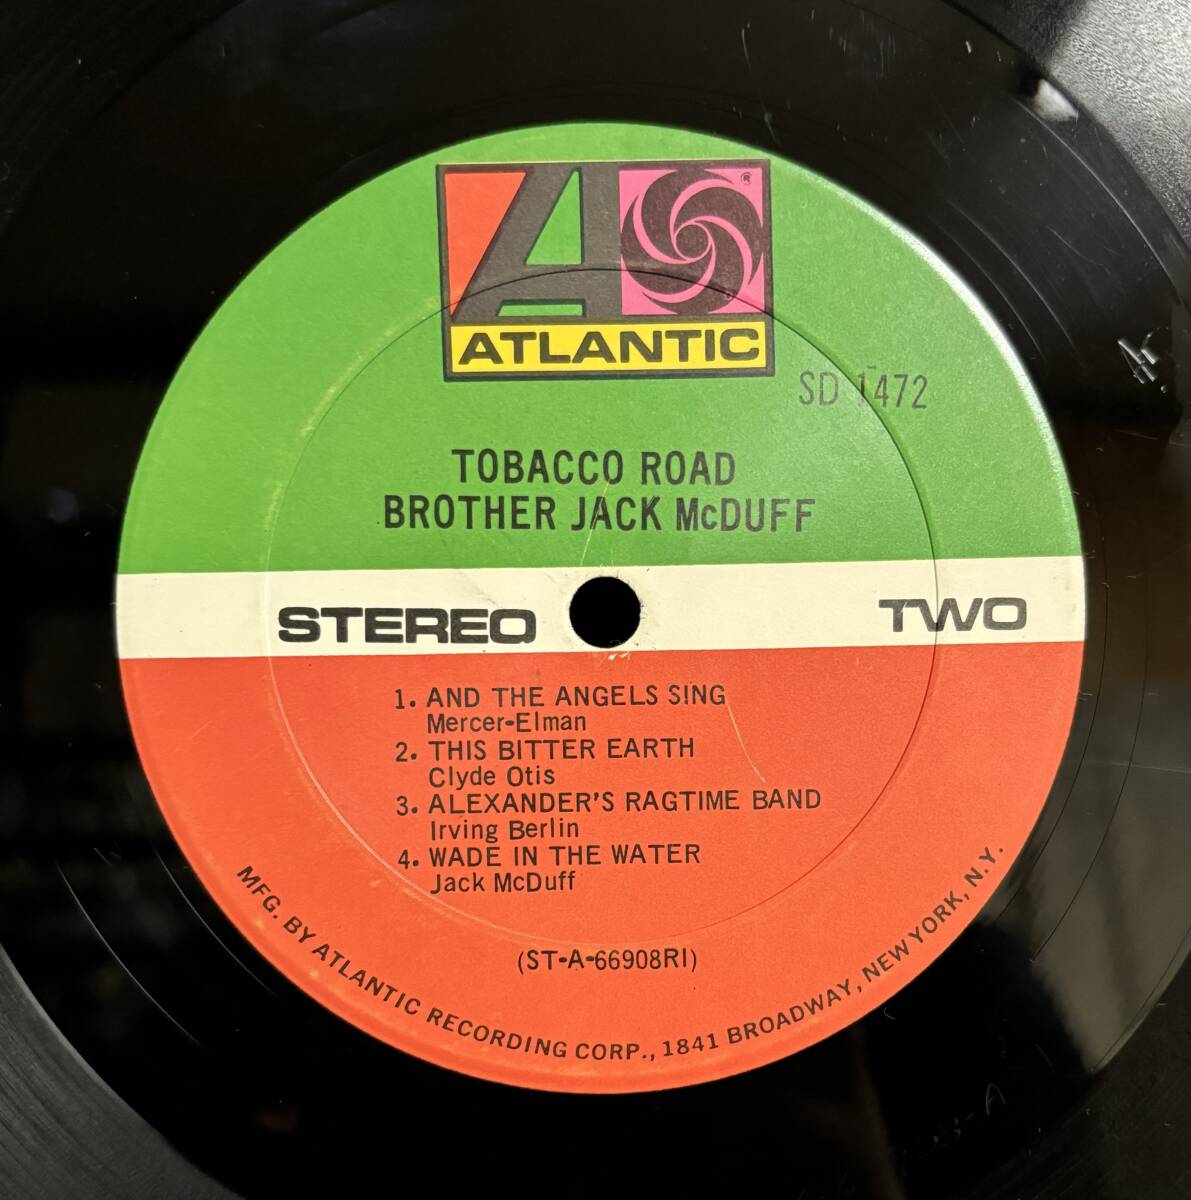 ATLANTIC
®
SD 1472
TOBACCO ROAD
BROTHER JACK McDUFF
STEREO
TWO
1. AND THE ANGELS SING
Mercer-Elman
2. THIS BITTER EARTH
Clyde Otis
3. ALEXANDER'S RAGTIME BAND
Irving Berlin
4. WADE IN THE WATER
Jack McDuff
(ST-A-66908RI)
MFG. BY ATLANTIC RECORDING CORP., 1841 BROADWAY, NEW YORK, N.Y.